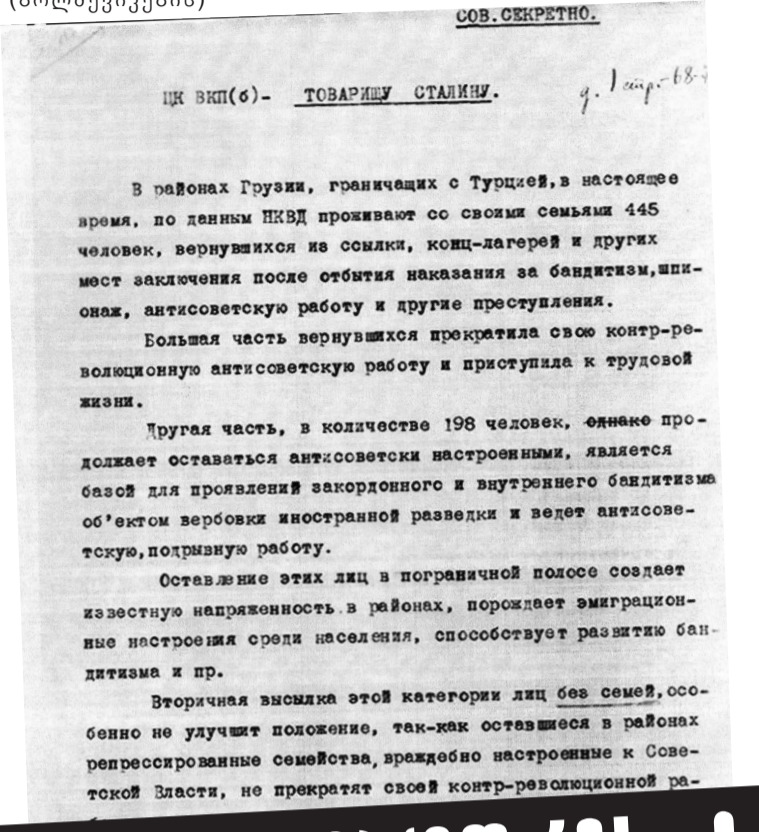 (ბოლშევიკების)
СОВ.СЕКРЕТНО.
ЦК ВКП(б)- ТОВАРИЩУ СТАЛИНУ.
В районах Грузии, граничащих с Турцией,в настоящее
время, по данным НКВД проживают со своими семьями 445
человек, вернувшихся из ссылки, конц-лагерей и других
мест заключения после отбытия наказания за бандитизм,шпи-
онаж, антисоветскую работу и другие преступления.
Большая часть вернувшихся прекратила свою контр-ре-
волюционную антисоветскую работу и приступила к трудовой
жизни.
Другая часть, в количестве 198 человек, однако про-
должает оставаться антисоветски настроенными, является
базой для проявлений закордонного и внутреннего бандитизма
об'ектом вербовки иностранной разведки и ведет антисове-
тскую,подрывную работу.
Оставление этих лиц в пограничной полосе создает
известную напряженность в районах, порождает эмиграцион-
ные настроения среди населения, способствует развитию бан-
дитизма и пр.
Вторичная высылка этой категории лиц без семей,осо-
бенно не улучшит положение, так-как оставшиеся в районах
репрессированные семейства,враждебно настроенные к Сове-
тской Власти, не прекратят своей контр-революционной ра-